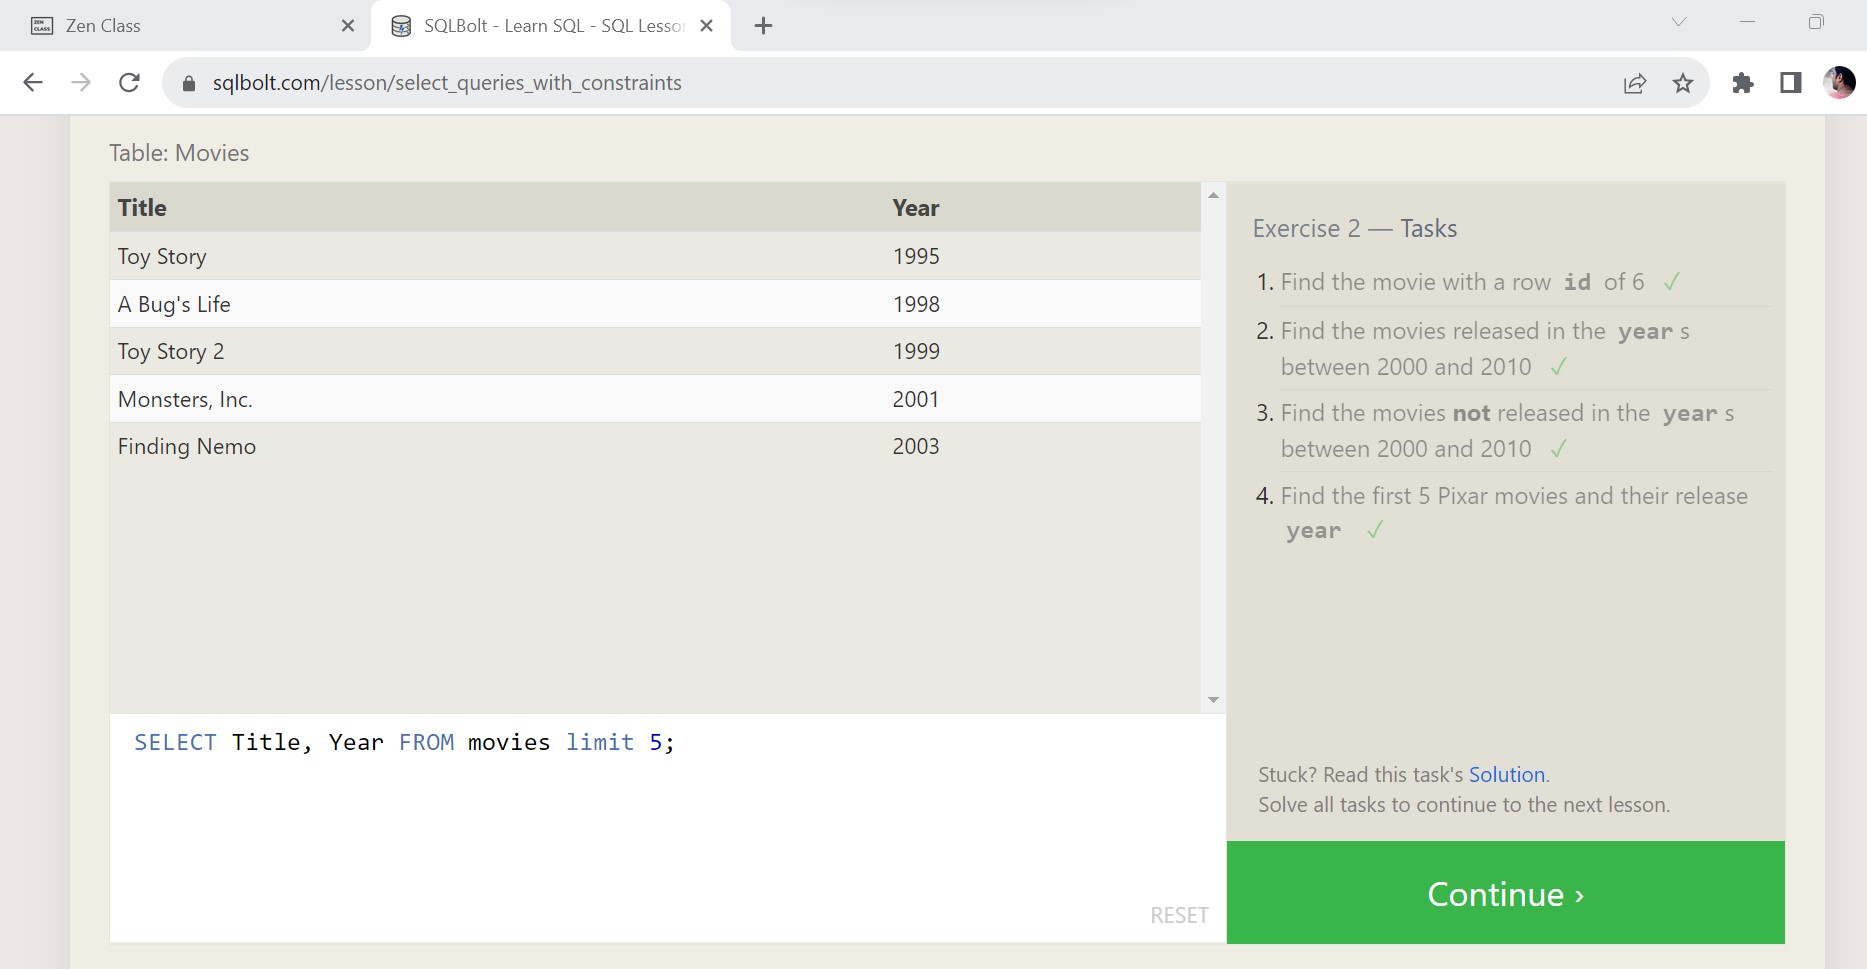 Zen Class
SQLBolt - Learn SQL - SQL Lesso
sqlbolt.com/lesson/select_queries_with_constraints
Table: Movies
Title Year
Toy Story 1995
A Bug's Life 1998
Toy Story 2 1999
Monsters, Inc. 2001
Finding Nemo 2003
SELECT Title, Year FROM movies limit 5;
RESET
Exercise 2 — Tasks
1. Find the movie with a row id of 6 ✓
2. Find the movies released in the year s
between 2000 and 2010 ✓
3. Find the movies not released in the year s
between 2000 and 2010 ✓
4. Find the first 5 Pixar movies and their release
year ✓
Stuck? Read this task's Solution.
Solve all tasks to continue to the next lesson.
Continue ›